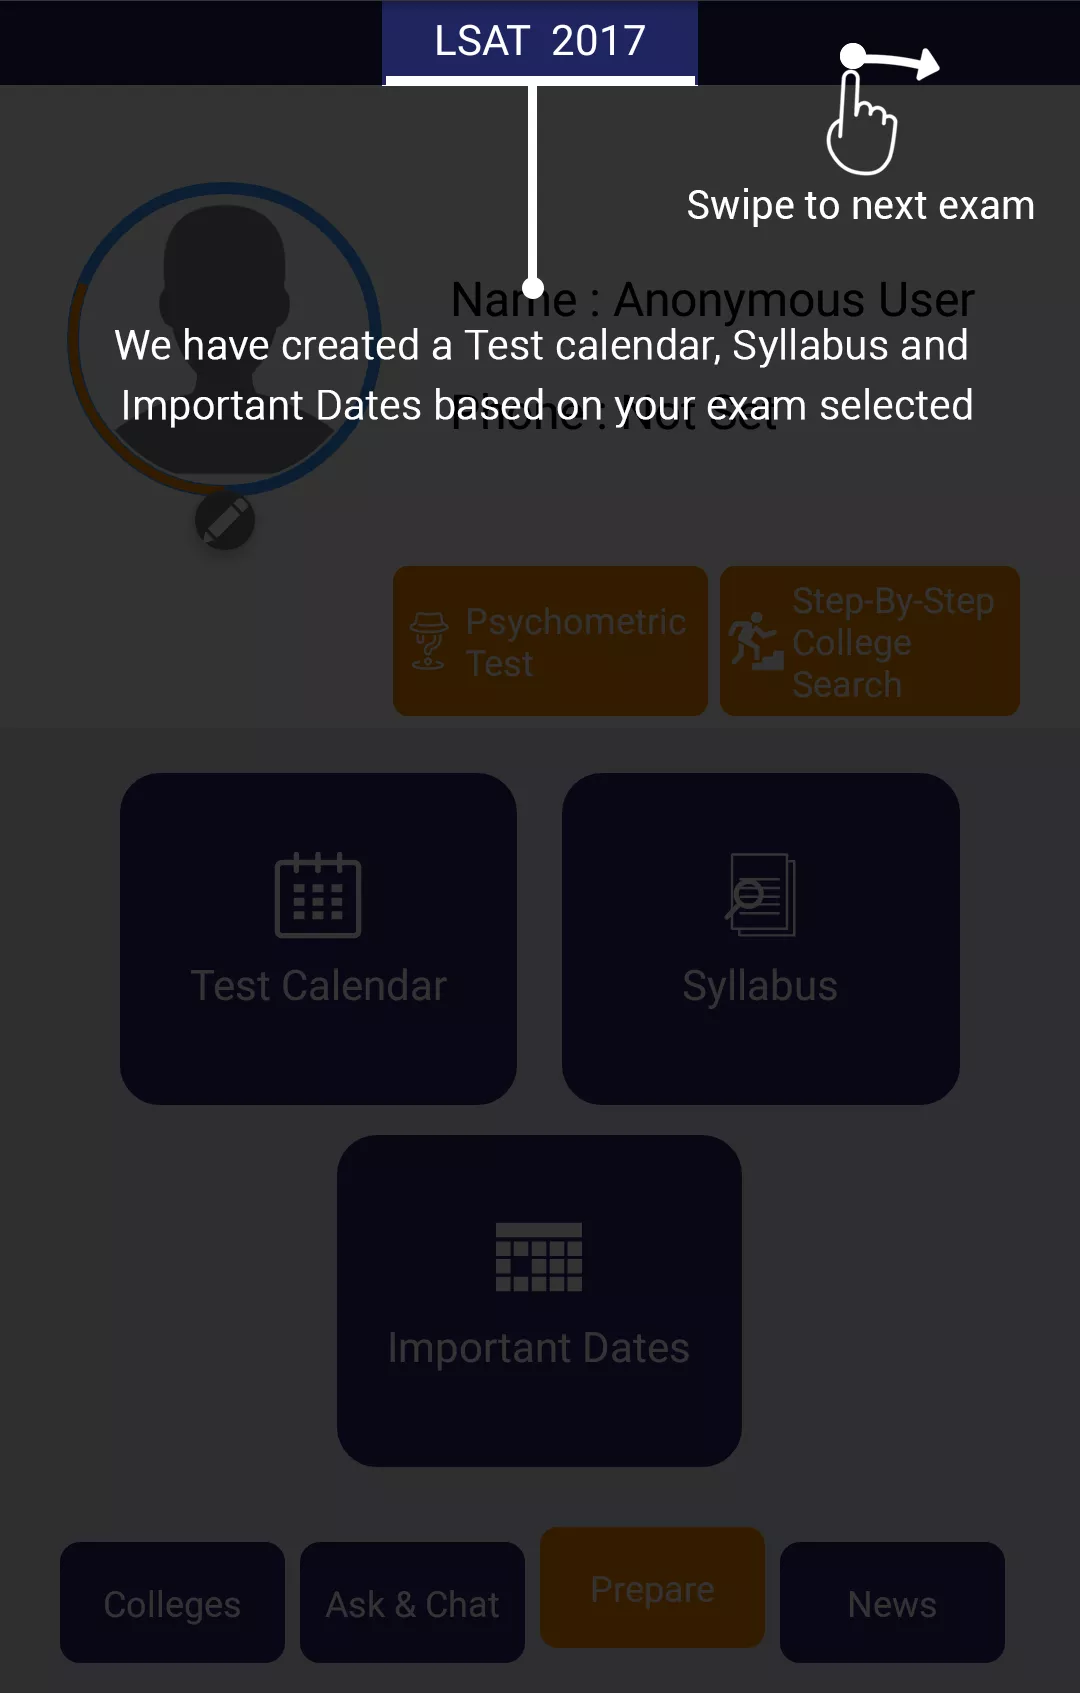 LSAT 2017
Swipe to next exam
Name : Anonymous User
We have created a Test calendar, Syllabus and
Important Dates based on your exam selected
Phone : Not Set
Psychometric
Test
Step-By-Step
College
Search
Test Calendar
Syllabus
Important Dates
Colleges
Ask & Chat
Prepare
News